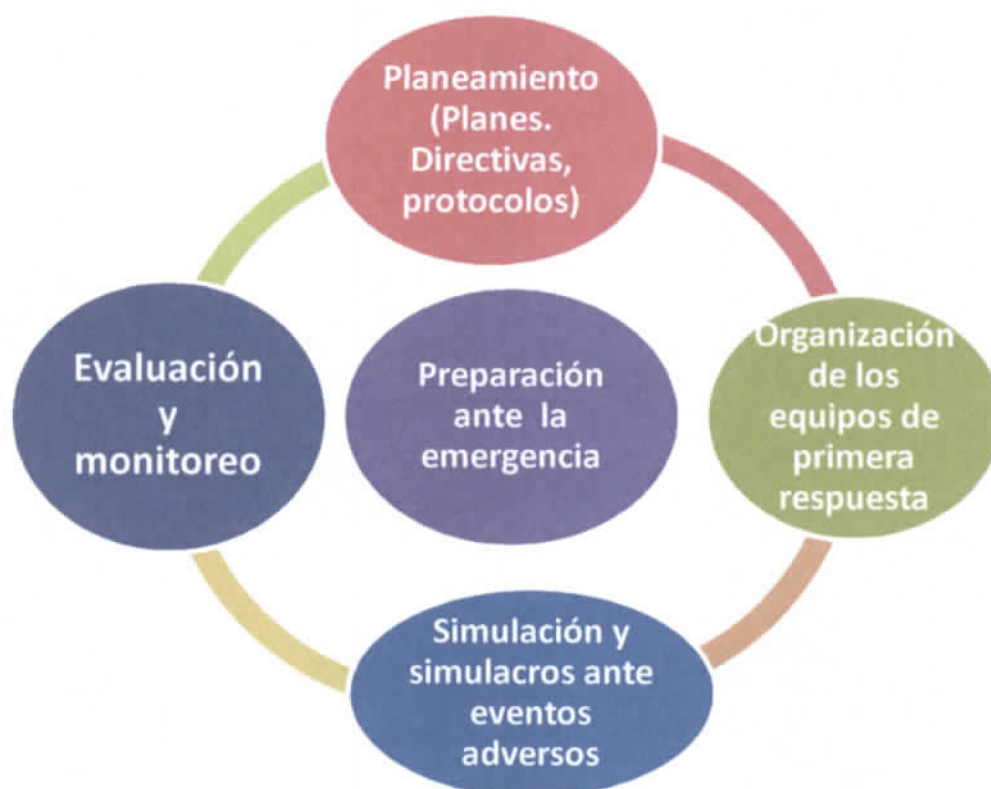 Planeamiento
(Planes.
Directivas,
protocolos)
Evaluación
y
monitoreo
Preparación
ante la
emergencia
Organización
de los
equipos de
primera
respuesta
Simulación y
simulacros ante
eventos
adversos